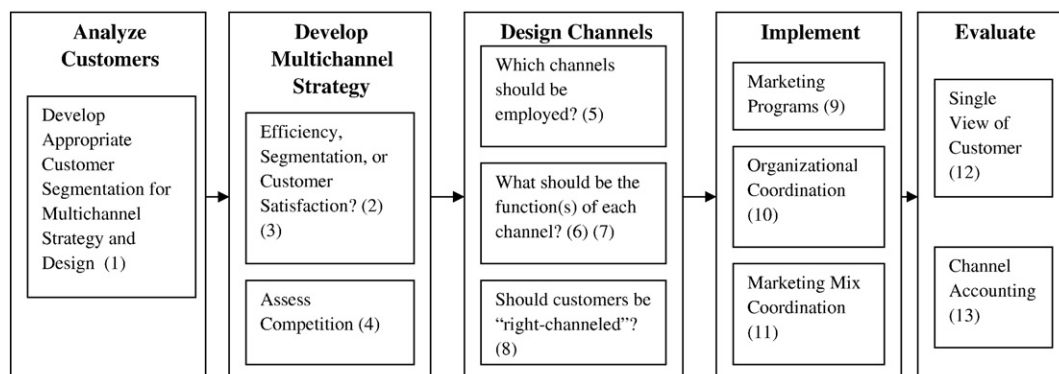 Analyze
Customers
Develop
Appropriate
Customer
Segmentation for
Multichannel
Strategy and
Design (1)
Develop
Multichannel
Strategy
Efficiency,
Segmentation, or
Customer
Satisfaction? (2)
(3)
Assess
Competition (4)
Design Channels
Which channels
should be
employed? (5)
What should be the
function(s) of each
channel? (6) (7)
Should customers be
“right-channeled”?
(8)
Implement
Marketing
Programs (9)
Organizational
Coordination
(10)
Marketing Mix
Coordination
(11)
Evaluate
Single
View of
Customer
(12)
Channel
Accounting
(13)